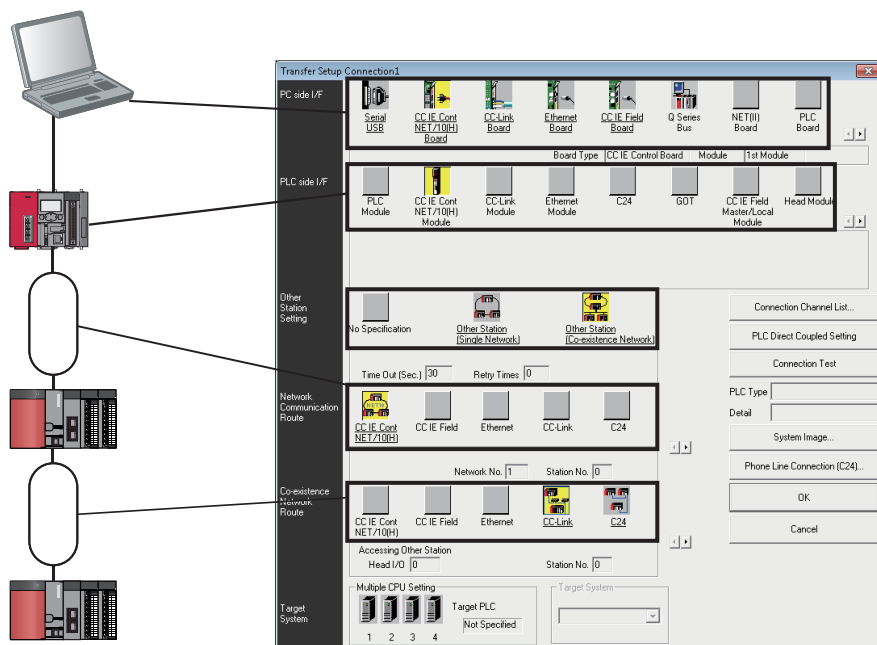 Transfer Setup Connection1
PC side I/F
Serial
USB
CC IE Cont
NET/10(H)
Board
CC-Link
Board
Ethernet
Board
CC IE Field
Board
Q Series
Bus
NET(II)
Board
PLC
Board
Board Type CC IE Control Board Module 1st Module
PLC side I/F
PLC
Module
CC IE Cont
NET/10(H)
Module
CC-Link
Module
Ethernet
Module
C24
GOT
CC IE Field
Master/Local
Module
Head Module
Other
Station
Setting
No Specification
Other Station
(Single Network)
Other Station
(Co-existence Network)
Time Out (Sec.) 30 Retry Times 0
Connection Channel List...
PLC Direct Coupled Setting
Connection Test
PLC Type
Detail
System Image...
Phone Line Connection (C24)...
OK
Cancel
Network
Communication
Route
CC IE Cont
NET/10(H)
CC IE Field
Ethernet
CC-Link
C24
Network No. 1 Station No. 0
Co-existence
Network
Route
CC IE Cont
NET/10(H)
CC IE Field
Ethernet
CC-Link
C24
Accessing Other Station
Head I/O 0 Station No. 0
Target
System
Multiple CPU Setting
1 2 3 4
Target PLC
Not Specified
Target System